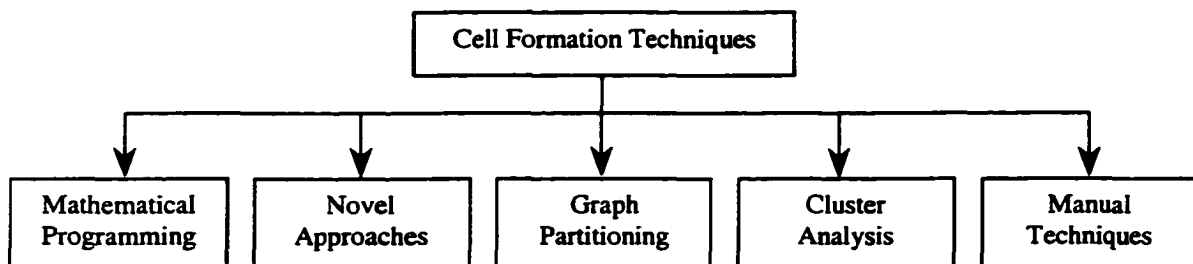 Cell Formation Techniques
Mathematical
Programming
Novel
Approaches
Graph
Partitioning
Cluster
Analysis
Manual
Techniques